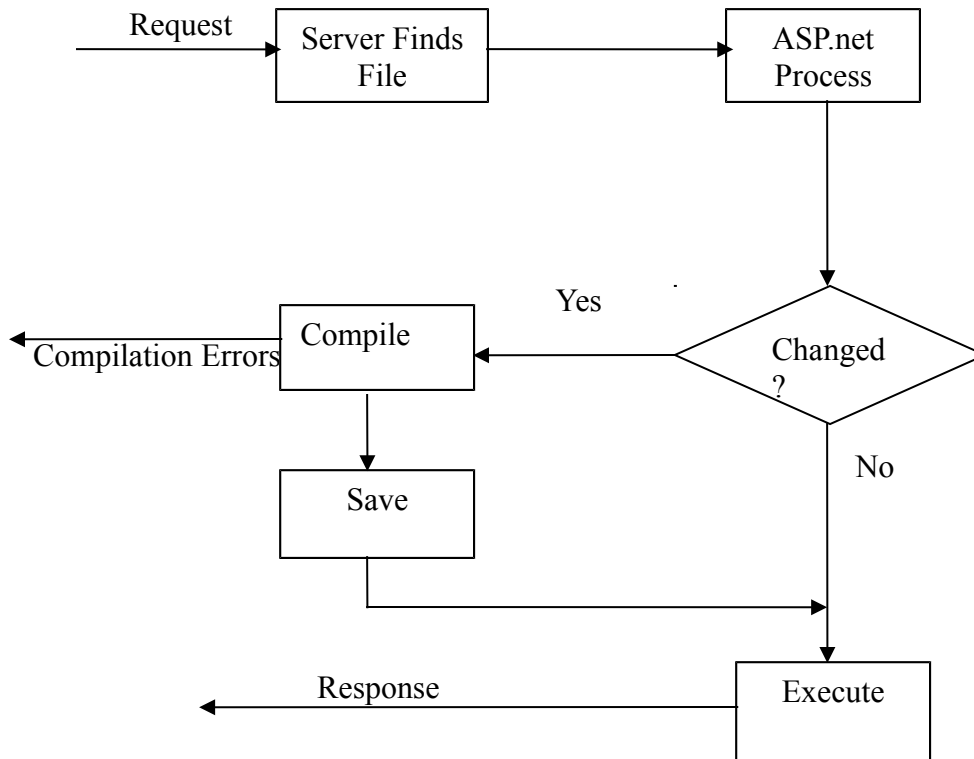 Request
Server Finds
File
ASP.net
Process
Yes
Compile
Compilation Errors
Changed
?
No
Save
Response
Execute